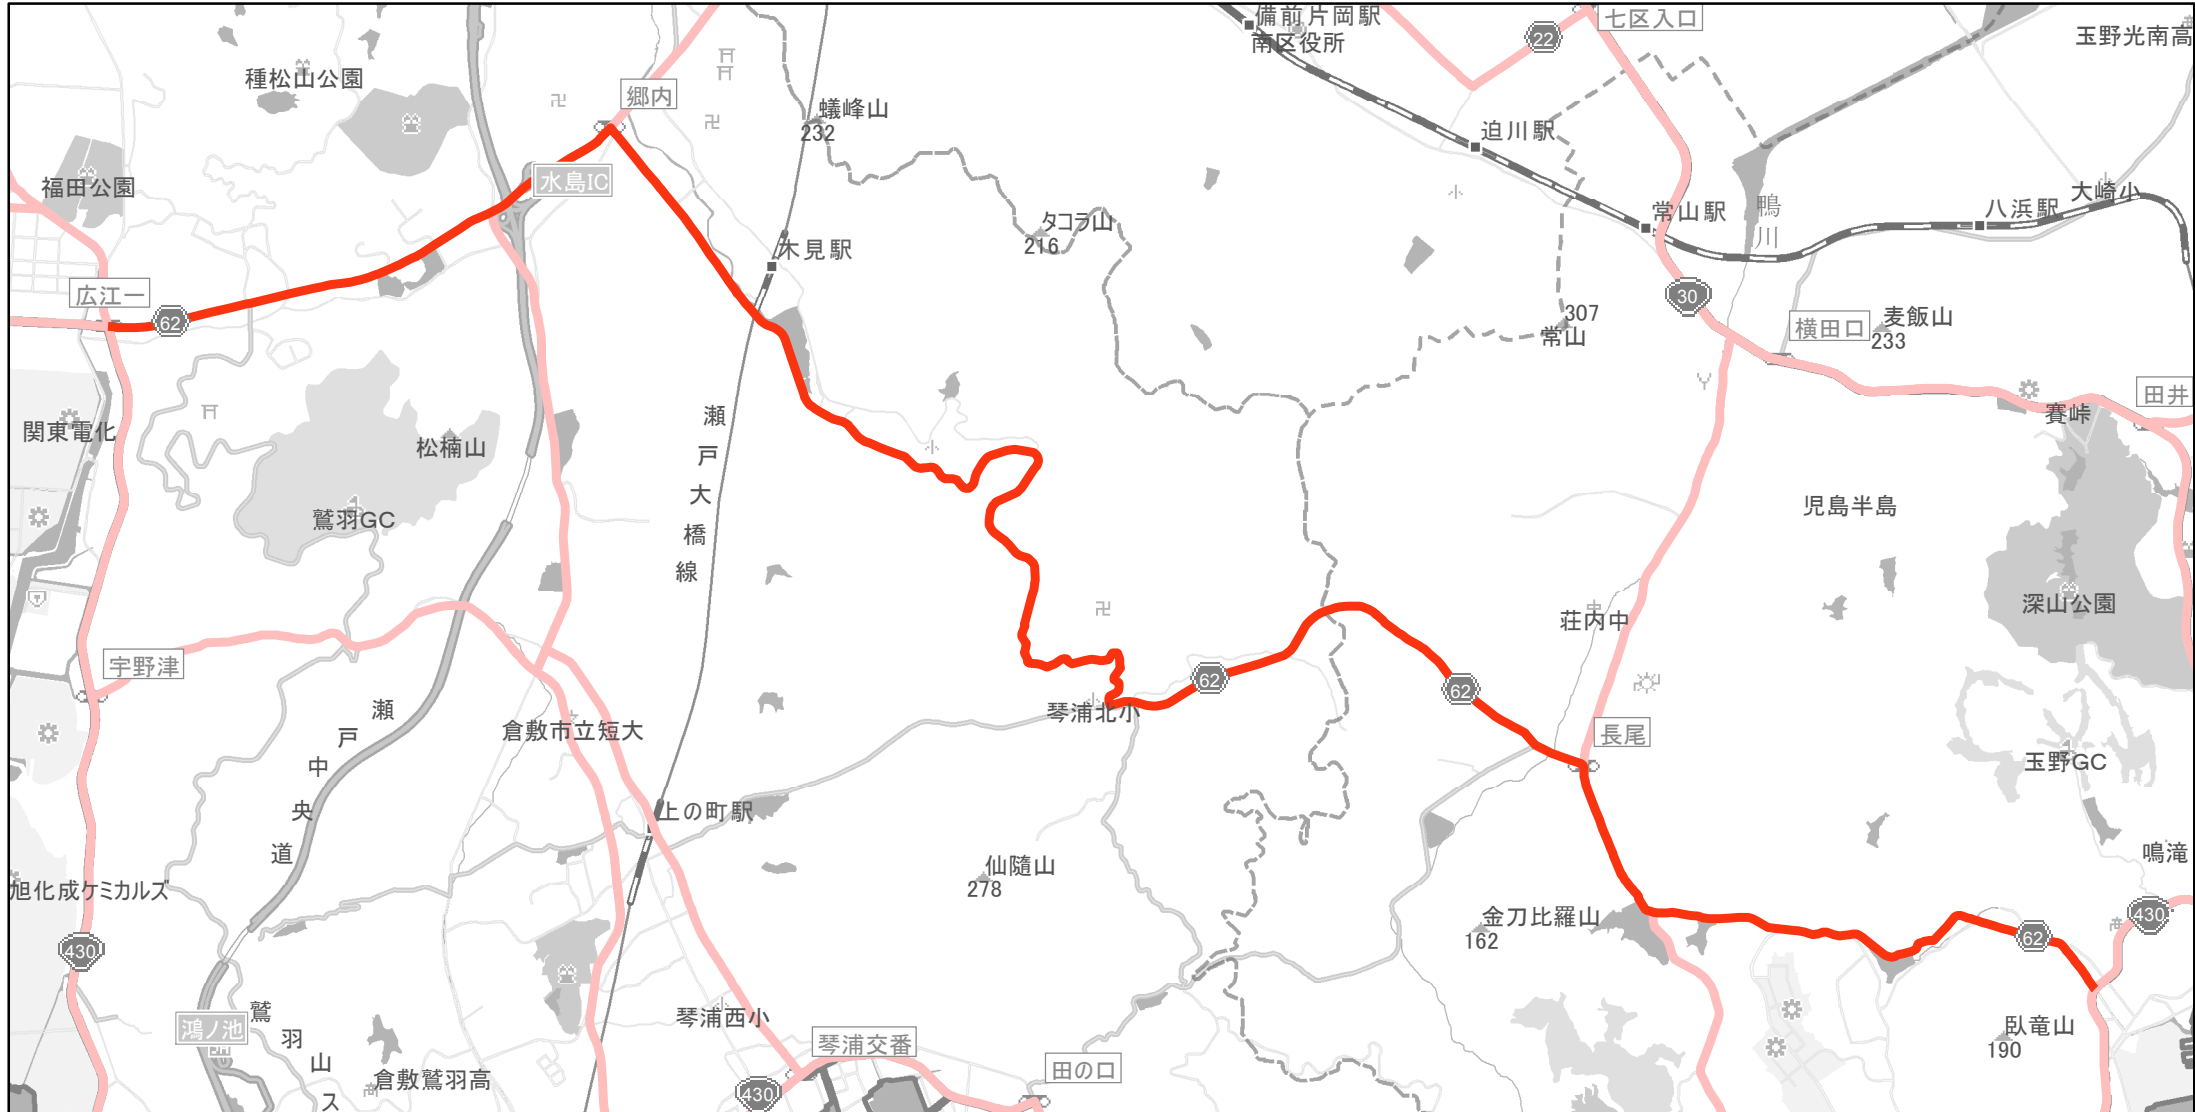 備前片岡駅
南区役所
22
七区入口
玉野光南高
種松山公園
郷内
蟻峰山
232
迫川駅
水島IC
福田公園
タコラ山
216
木見駅
常山駅
鴨川
八浜駅
大崎小
広江一
62
30
307
常山
横田口
麦飯山
233
田井
賽峠
関東電化
松楠山
瀬戸大橋線
鷲羽GC
児島半島
深山公園
荘内中
宇野津
62
62
琴浦北小
倉敷市立短大
長尾
玉野GC
瀬戸中央道
上の町駅
仙隨山
278
鳴滝
旭化成ケミカルズ
金刀比羅山
162
430
62
430
鷲羽山ス
鴻ノ池
琴浦西小
琴浦交番
田の口
430
倉敷鷲羽高
臥竜山
190